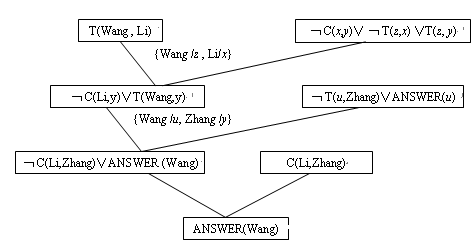 T(Wang , Li)
¬C(x,y)∨ ¬T(z,x) ∨T(z, y)
{Wang /z , Li/x}
¬C(Li,y)∨T(Wang,y)
¬T(u,Zhang)∨ANSWER(u)
{Wang /u, Zhang /y}
¬C(Li,Zhang)∨ANSWER (Wang)
C(Li,Zhang)
ANSWER(Wang)